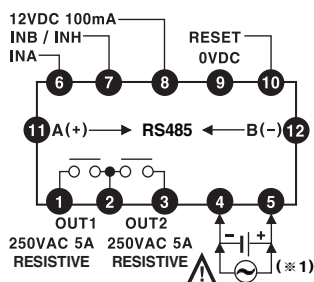 12VDC 100mA
INB / INH
INA
RESET
0VDC
6 7 8 9 10
11 A(+) RS485 B(-) 12
1 2 3 4 5
OUT1 OUT2
250VAC 5A 250VAC 5A
RESISTIVE RESISTIVE
- +
(※1)